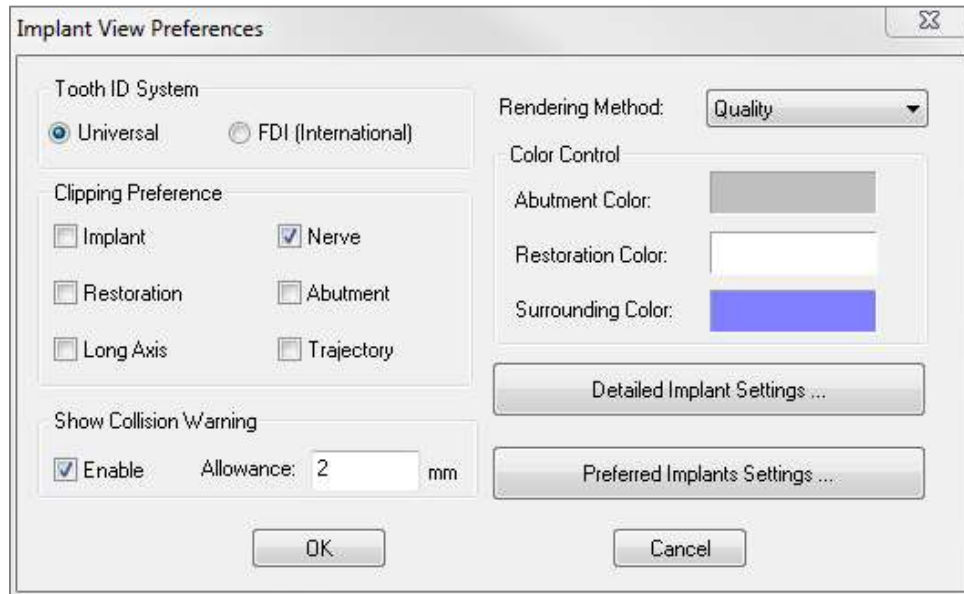 Implant View Preferences
Tooth ID System
Universal
FDI (International)
Clipping Preference
Implant
Nerve
Restoration
Abutment
Long Axis
Trajectory
Show Collision Warning
Enable
Allowance:
2
mm
Rendering Method:
Quality
Color Control
Abutment Color:
Restoration Color:
Surrounding Color:
Detailed Implant Settings ...
Preferred Implants Settings ...
OK
Cancel